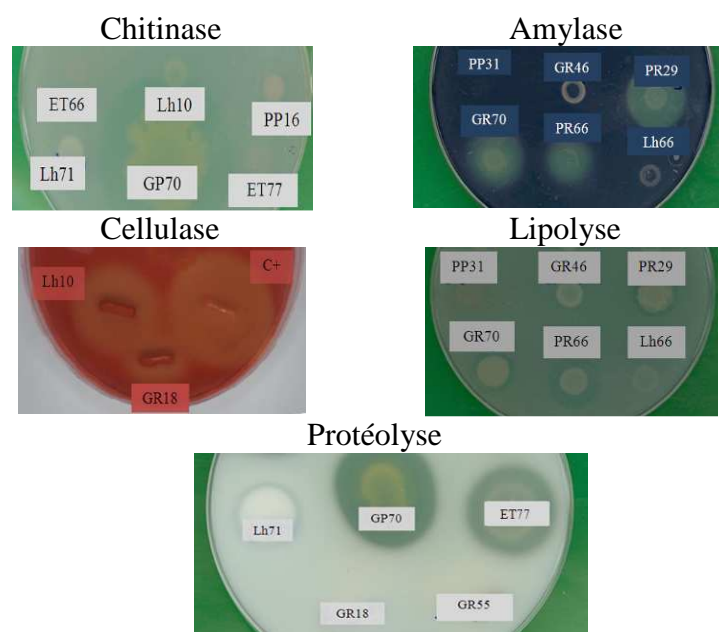 Chitinase
Amylase
ET66
Lh10
PP16
Lh71
GP70
ET77
PP31
GR46
PR29
GR70
PR66
Lh66
Cellulase
Lipolyse
Lh10
C+
GR18
PP31
GR46
PR29
GR70
PR66
Lh66
Protéolyse
Lh71
GP70
ET77
GR18
GR55